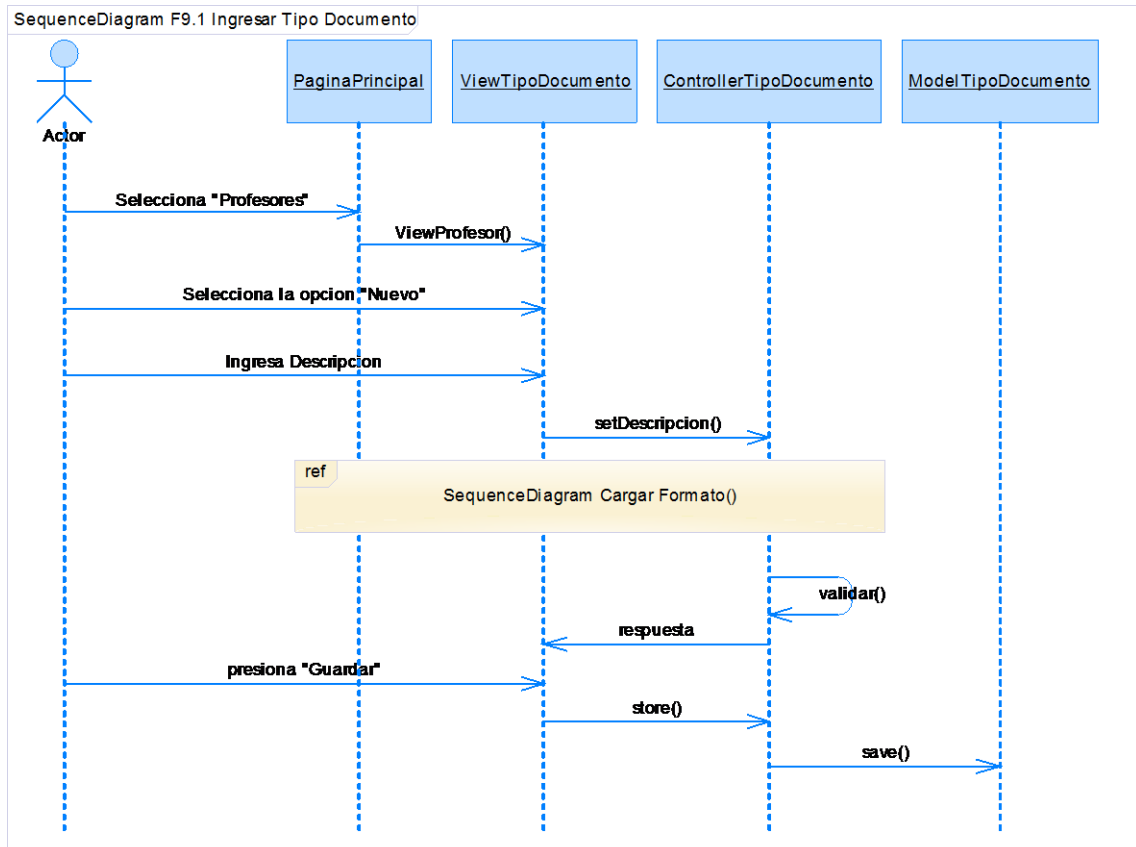 SequenceDiagram F9.1 Ingresar Tipo Documento
PaginaPrincipal
ViewTipoDocumento
ControllerTipoDocumento
ModelTipoDocumento
Actor
Selecciona "Profesores"
ViewProfesor()
Selecciona la opcion "Nuevo"
Ingresa Descripcion
setDescripcion()
ref
SequenceDiagram Cargar Formato()
validar()
respuesta
presiona "Guardar"
store()
save()